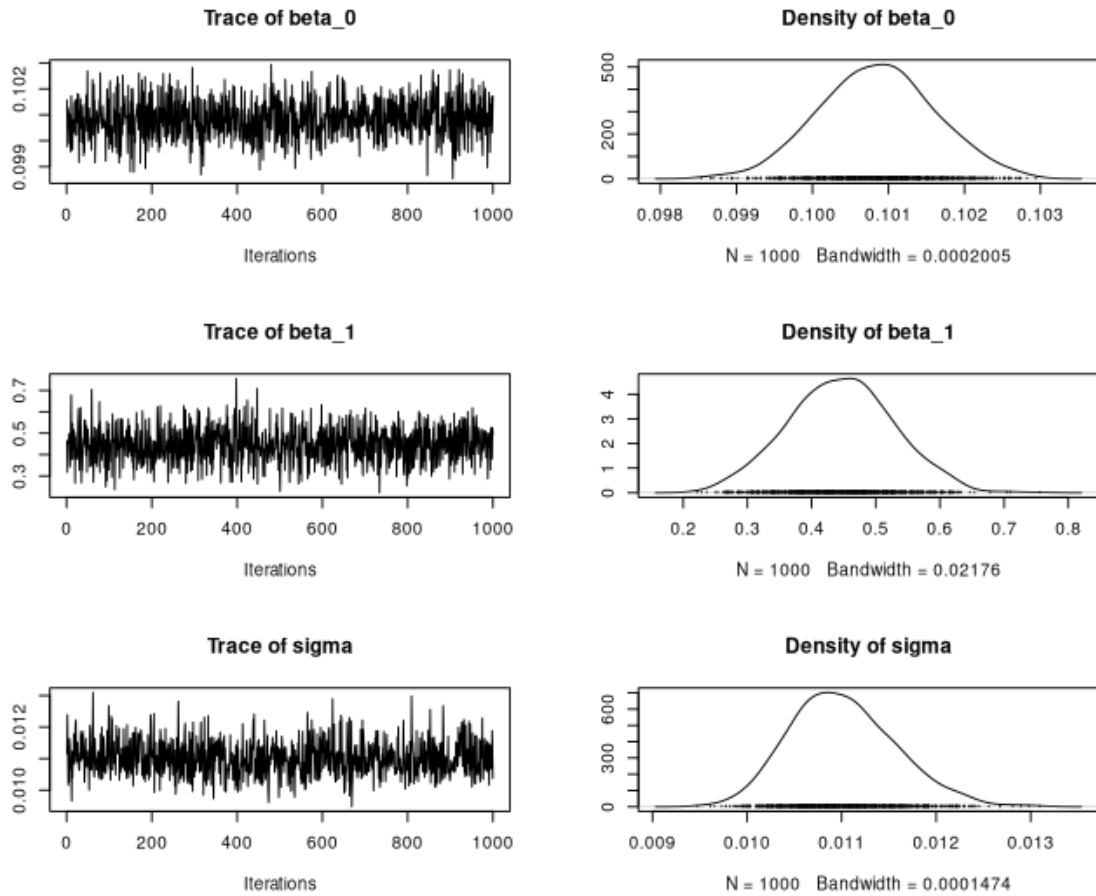 Trace of beta_0
0.102
0.099
0 200 400 600 800 1000
Iterations
Density of beta_0
500
200
0
0.098 0.099 0.100 0.101 0.102 0.103
N = 1000 Bandwidth = 0.0002005
Trace of beta_1
0.7
0.5
0.3
0 200 400 600 800 1000
Iterations
Density of beta_1
4
3
2
1
0
0.2 0.3 0.4 0.5 0.6 0.7 0.8
N = 1000 Bandwidth = 0.02176
Trace of sigma
0.012
0.010
0 200 400 600 800 1000
Iterations
Density of sigma
600
300
0
0.009 0.010 0.011 0.012 0.013
N = 1000 Bandwidth = 0.0001474